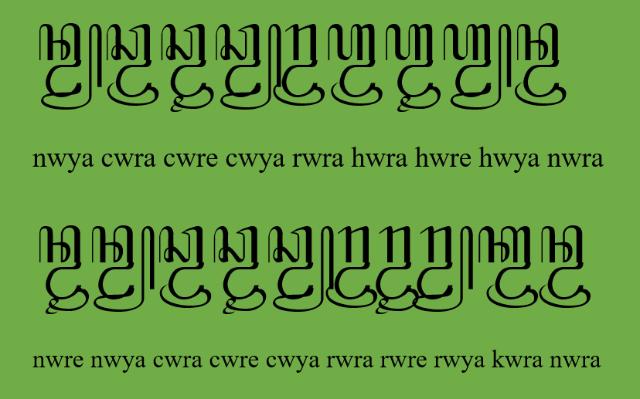 ꦤ꧀ꦮꦾꦕ꧀ꦮꦿꦕ꧀ꦮꦽꦕ꧀ꦮꦾꦫ꧀ꦮꦿꦲ꧀ꦮꦿꦲ꧀ꦮꦽꦲ꧀ꦮꦾꦤ꧀ꦮꦿ
nwya cwra cwre cwya rwra hwra hwre hwya nwra
ꦤ꧀ꦮꦽꦤ꧀ꦮꦾꦕ꧀ꦮꦿꦕ꧀ꦮꦽꦕ꧀ꦮꦾꦫ꧀ꦮꦿꦫ꧀ꦮꦽꦫ꧀ꦮꦾꦏ꧀ꦮꦿꦤ꧀ꦮꦿ
nwre nwya cwra cwre cwya rwra rwre rwya kwra nwra